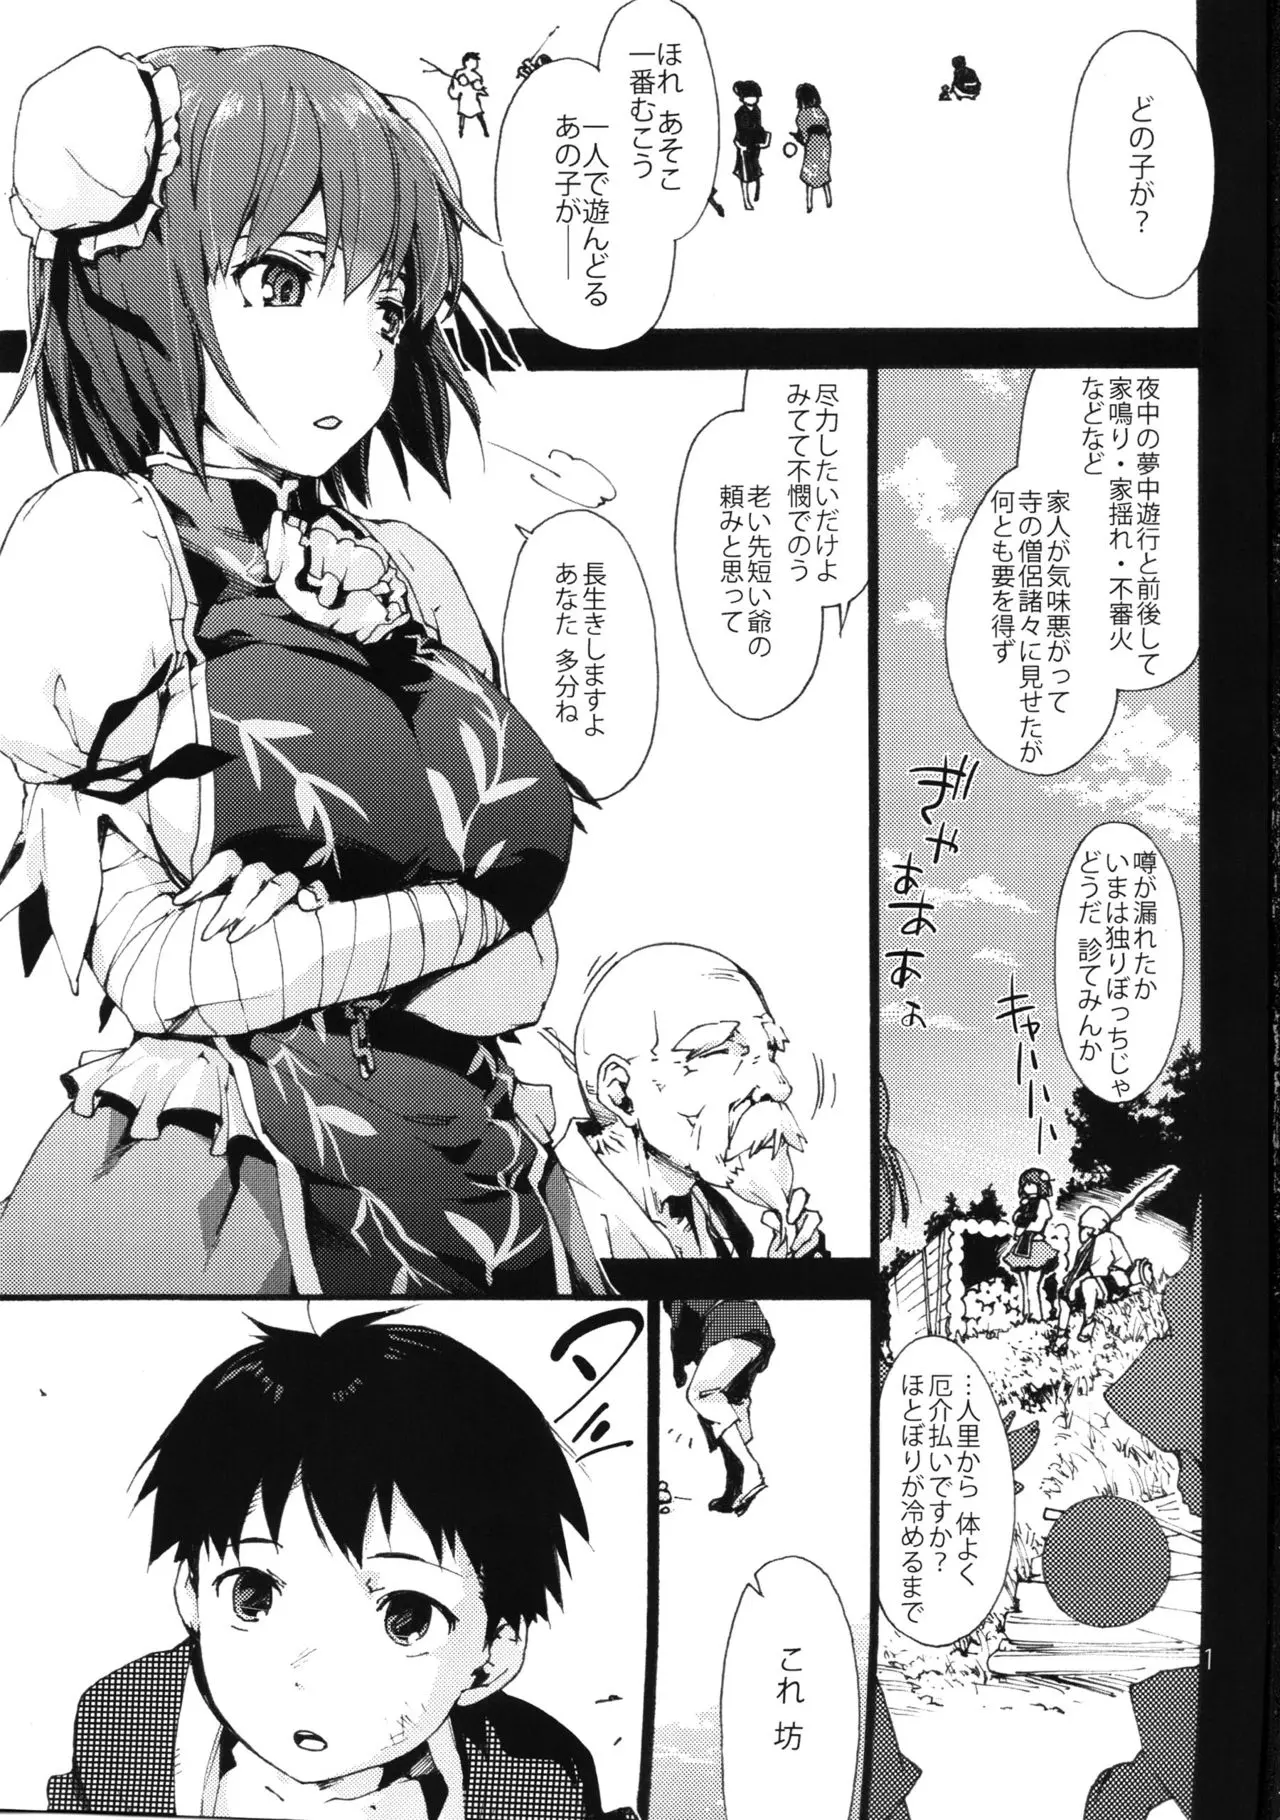 どの子が？
ほれ あそこ
一番むこう
一人で遊んどる
あの子が――
夜中の夢中遊行と前後して
家鳴り・家揺れ・不審火
などなど
家人が気味悪がって
寺の僧侶諸々に見せたが
何とも要を得ず
ぎゃあああぁ
キャハハハ
噂が漏れたか
いまは独りぼっちじゃ
どうだ 診てみんか
…人里から 体よく
厄介払いですか？
ほとぼりが冷めるまで
尽力したいだけよ
みてて不憫でのう
老い先短い爺の
頼みと思って
長生きしますよ
あなた 多分ね
これ 坊
1